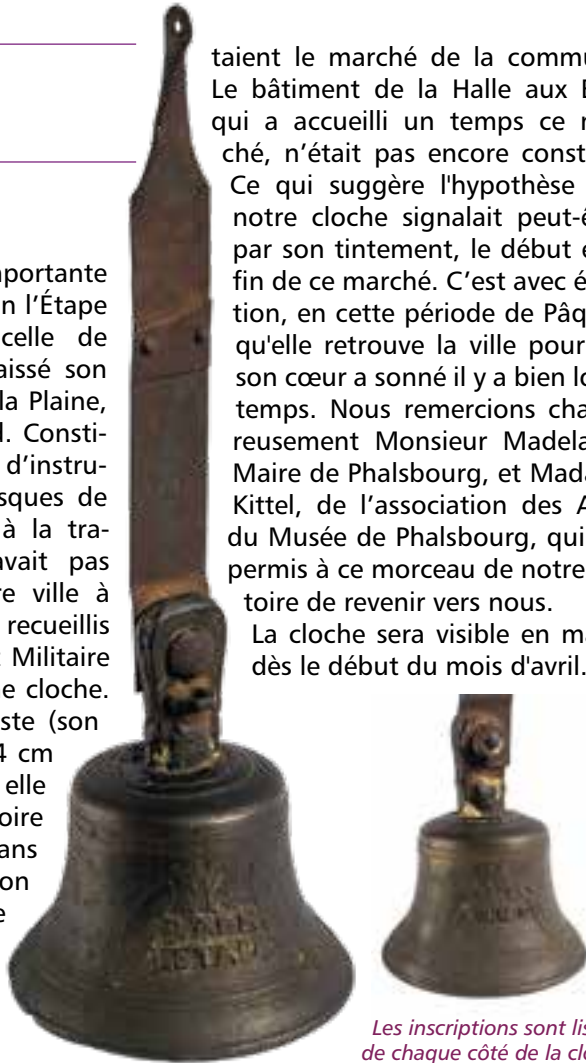 mportante
n l’Étape
celle de
aissé son
la Plaine,
l. Consti-
d’instru-
sques de
à la tra-
avait pas
re ville à
recueillis
t Militaire
e cloche.
ste (son
4 cm
elle
oire
ans
on
e
taient le marché de la commu
Le bâtiment de la Halle aux B
qui a accueilli un temps ce m
ché, n’était pas encore const
Ce qui suggère l'hypothèse
notre cloche signalait peut-ê
par son tintement, le début e
fin de ce marché. C’est avec é
tion, en cette période de Pâq
qu'elle retrouve la ville pour
son cœur a sonné il y a bien lo
temps. Nous remercions cha
reusement Monsieur Madela
Maire de Phalsbourg, et Mada
Kittel, de l’association des A
du Musée de Phalsbourg, qui
permis à ce morceau de notre
toire de revenir vers nous.
La cloche sera visible en ma
dès le début du mois d'avril.
Les inscriptions sont lis
de chaque côté de la clo